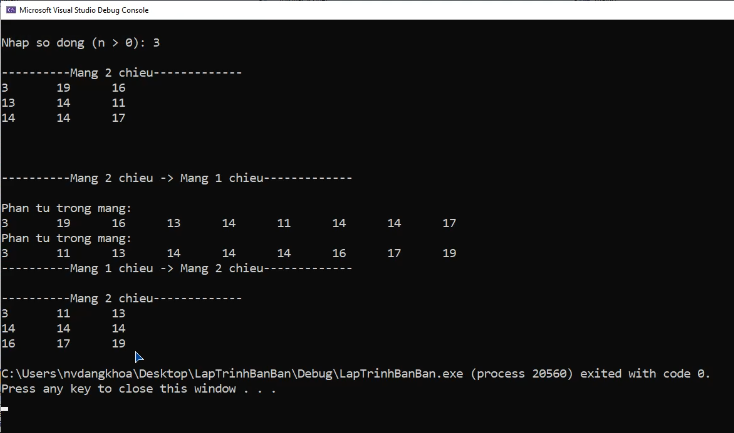 Microsoft Visual Studio Debug Console
Nhap so dong (n > 0): 3
----------Mang 2 chieu-------------
3 19 16
13 14 11
14 14 17
----------Mang 2 chieu -> Mang 1 chieu-------------
Phan tu trong mang:
3 19 16 13 14 11 14 14 17
Phan tu trong mang:
3 11 13 14 14 14 16 17 19
----------Mang 1 chieu -> Mang 2 chieu-------------
----------Mang 2 chieu-------------
3 11 13
14 14 14
16 17 19
C:\Users\nvdangkhoa\Desktop\LapTrinhBanBan\Debug\LapTrinhBanBan.exe (process 20560) exited with code 0.
Press any key to close this window . . .